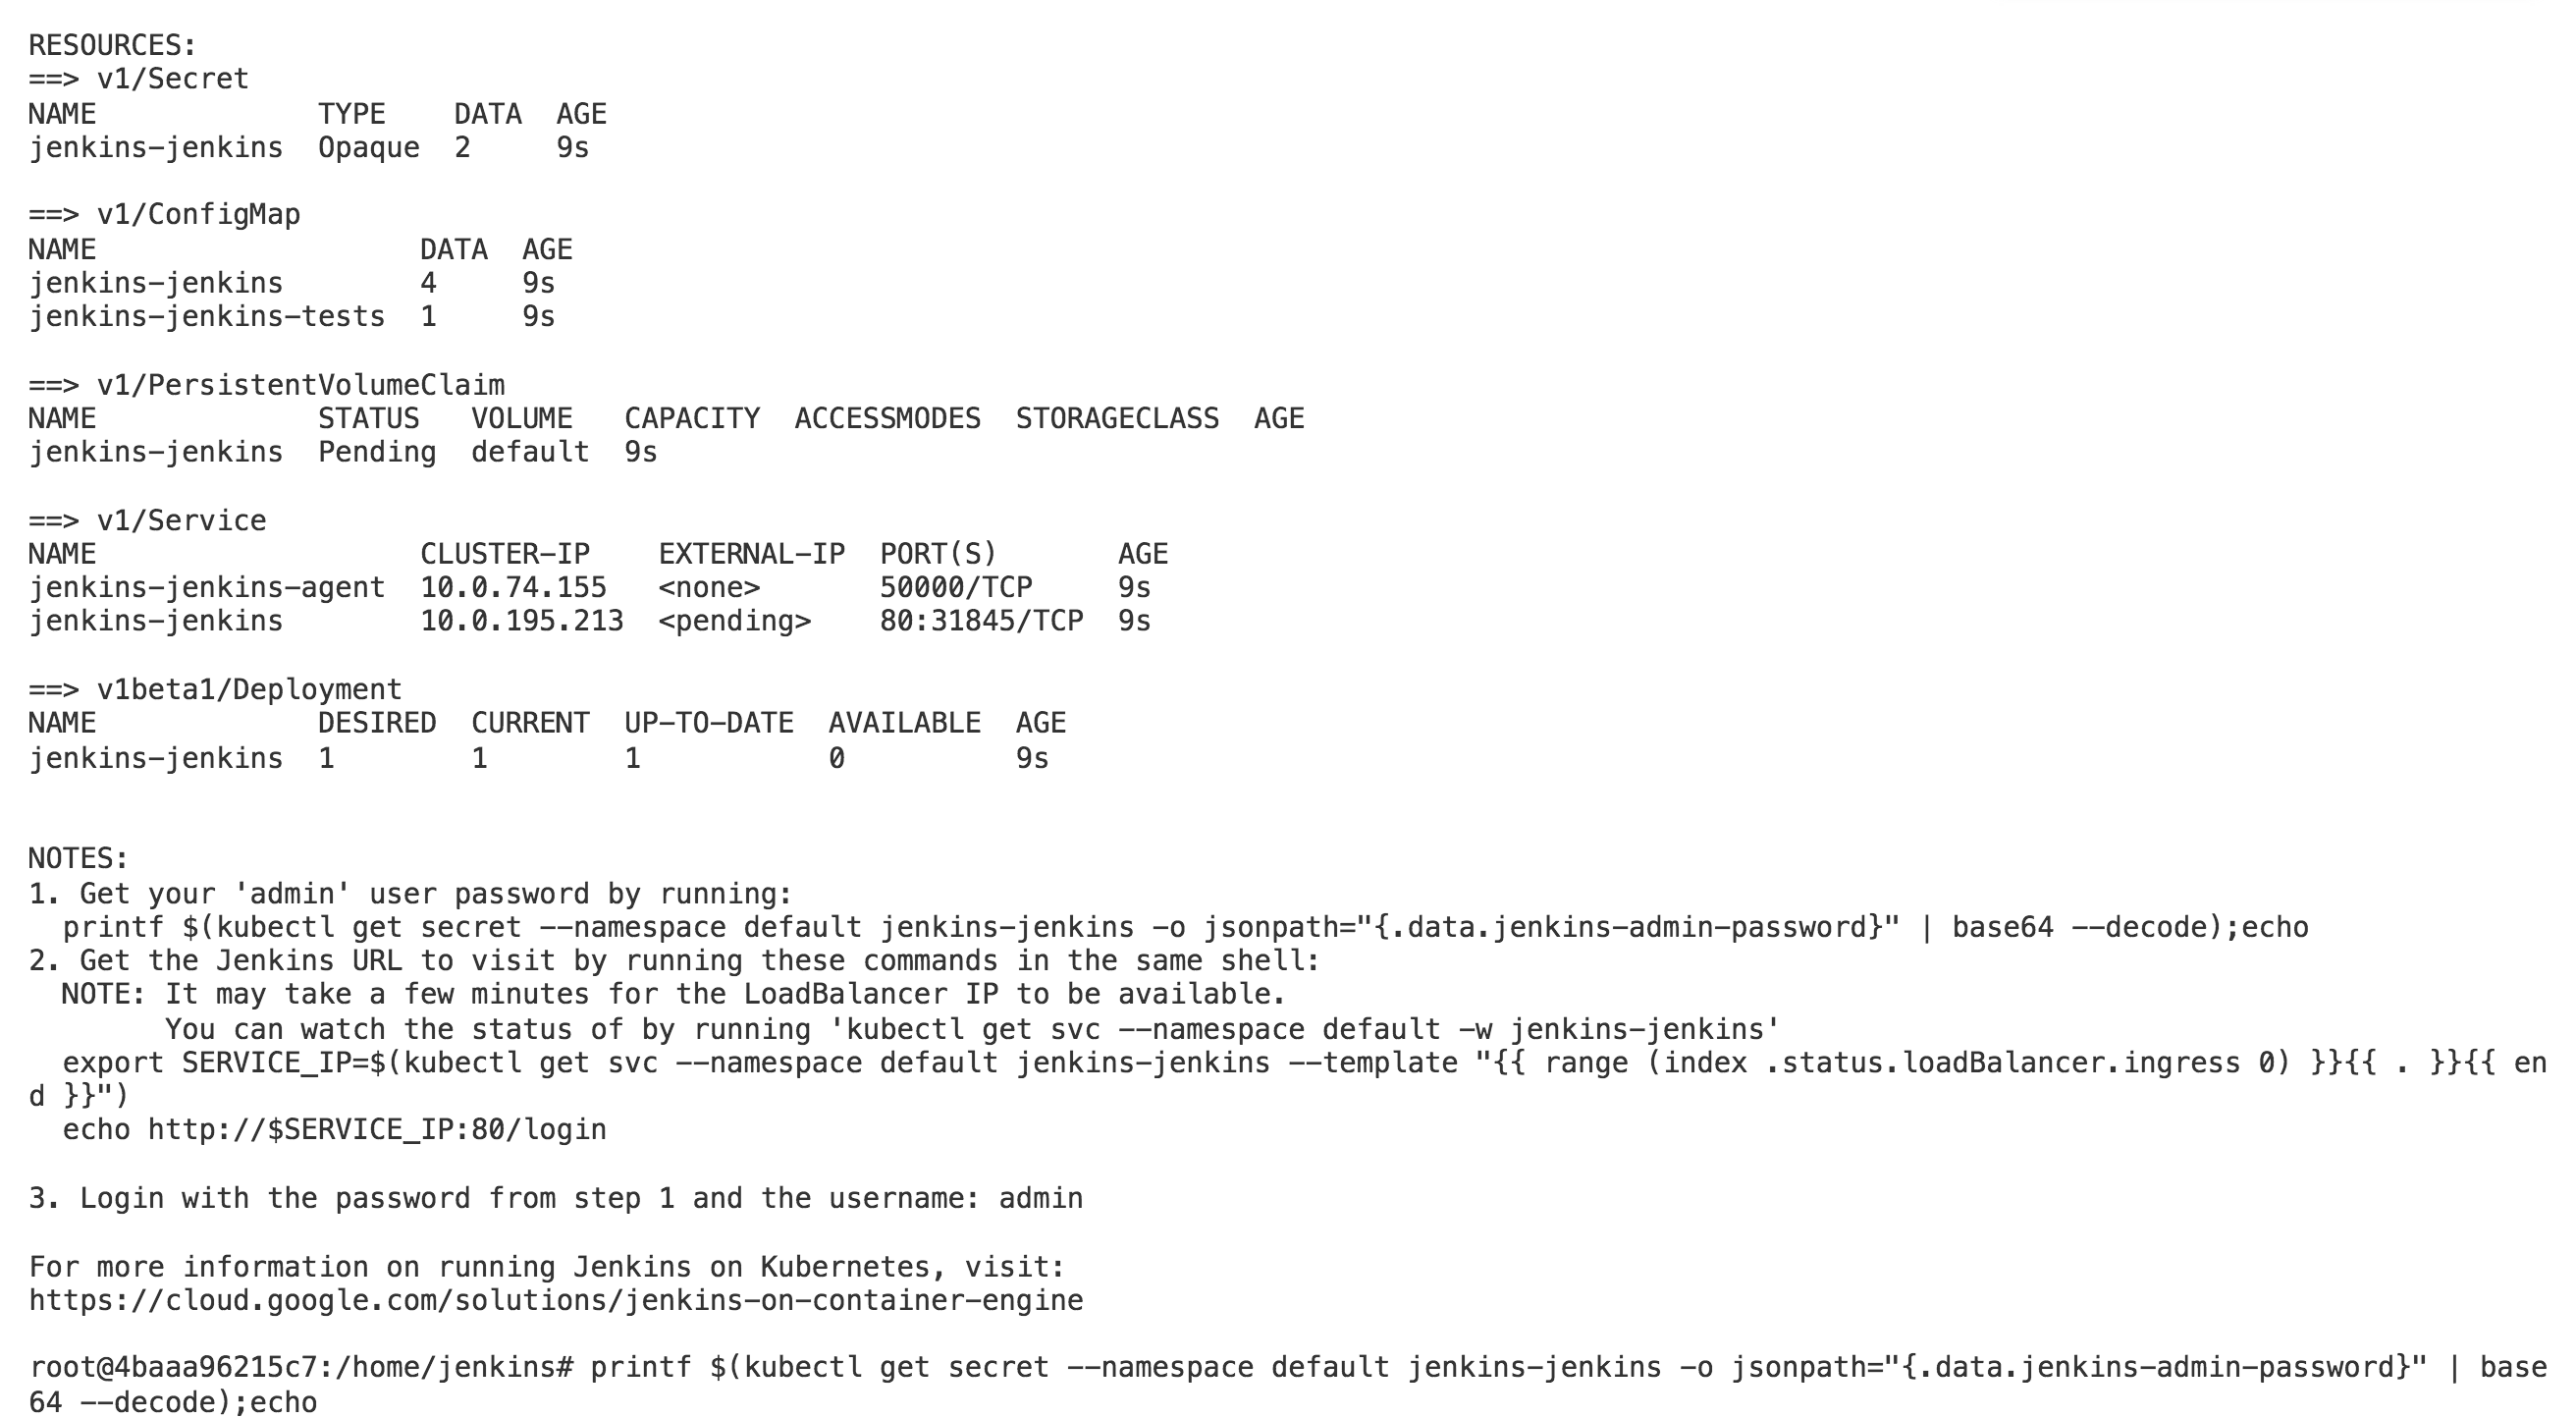 RESOURCES:
==> v1/Secret
NAME             TYPE    DATA  AGE
jenkins-jenkins  Opaque  2     9s

==> v1/ConfigMap
NAME                   DATA  AGE
jenkins-jenkins        4     9s
jenkins-jenkins-tests  1     9s

==> v1/PersistentVolumeClaim
NAME             STATUS   VOLUME   CAPACITY  ACCESSMODES  STORAGECLASS  AGE
jenkins-jenkins  Pending  default  9s

==> v1/Service
NAME                   CLUSTER-IP    EXTERNAL-IP  PORT(S)       AGE
jenkins-jenkins-agent  10.0.74.155   <none>       50000/TCP     9s
jenkins-jenkins        10.0.195.213  <pending>    80:31845/TCP  9s

==> v1beta1/Deployment
NAME             DESIRED  CURRENT  UP-TO-DATE  AVAILABLE  AGE
jenkins-jenkins  1        1        1           0          9s

NOTES:
1. Get your 'admin' user password by running:
  printf $(kubectl get secret --namespace default jenkins-jenkins -o jsonpath="{.data.jenkins-admin-password}" | base64 --decode);echo
2. Get the Jenkins URL to visit by running these commands in the same shell:
  NOTE: It may take a few minutes for the LoadBalancer IP to be available.
        You can watch the status of by running 'kubectl get svc --namespace default -w jenkins-jenkins'
  export SERVICE_IP=$(kubectl get svc --namespace default jenkins-jenkins --template "{{ range (index .status.loadBalancer.ingress 0) }}{{ . }}{{ en
d }}")
  echo http://$SERVICE_IP:80/login

3. Login with the password from step 1 and the username: admin

For more information on running Jenkins on Kubernetes, visit:
https://cloud.google.com/solutions/jenkins-on-container-engine

root@4baaa96215c7:/home/jenkins# printf $(kubectl get secret --namespace default jenkins-jenkins -o jsonpath="{.data.jenkins-admin-password}" | base
64 --decode);echo